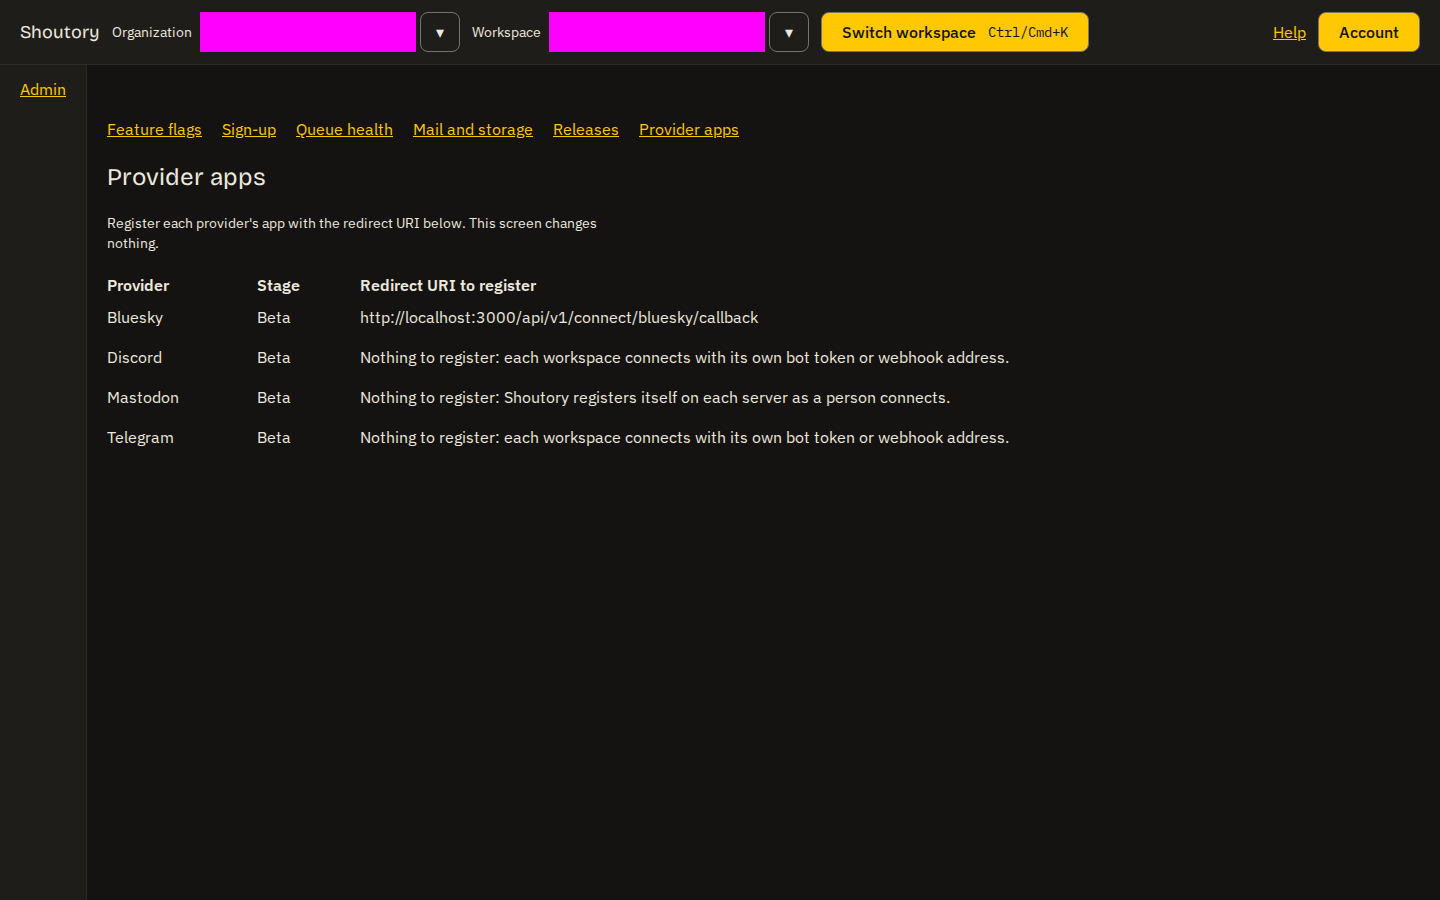 Shoutory Organization ▼ Workspace ▼ Switch workspace Ctrl/Cmd+K Help Account
Admin
Feature flags Sign-up Queue health Mail and storage Releases Provider apps
Provider apps
Register each provider's app with the redirect URI below. This screen changes
nothing.
Provider Stage Redirect URI to register
Bluesky Beta http://localhost:3000/api/v1/connect/bluesky/callback
Discord Beta Nothing to register: each workspace connects with its own bot token or webhook address.
Mastodon Beta Nothing to register: Shoutory registers itself on each server as a person connects.
Telegram Beta Nothing to register: each workspace connects with its own bot token or webhook address.